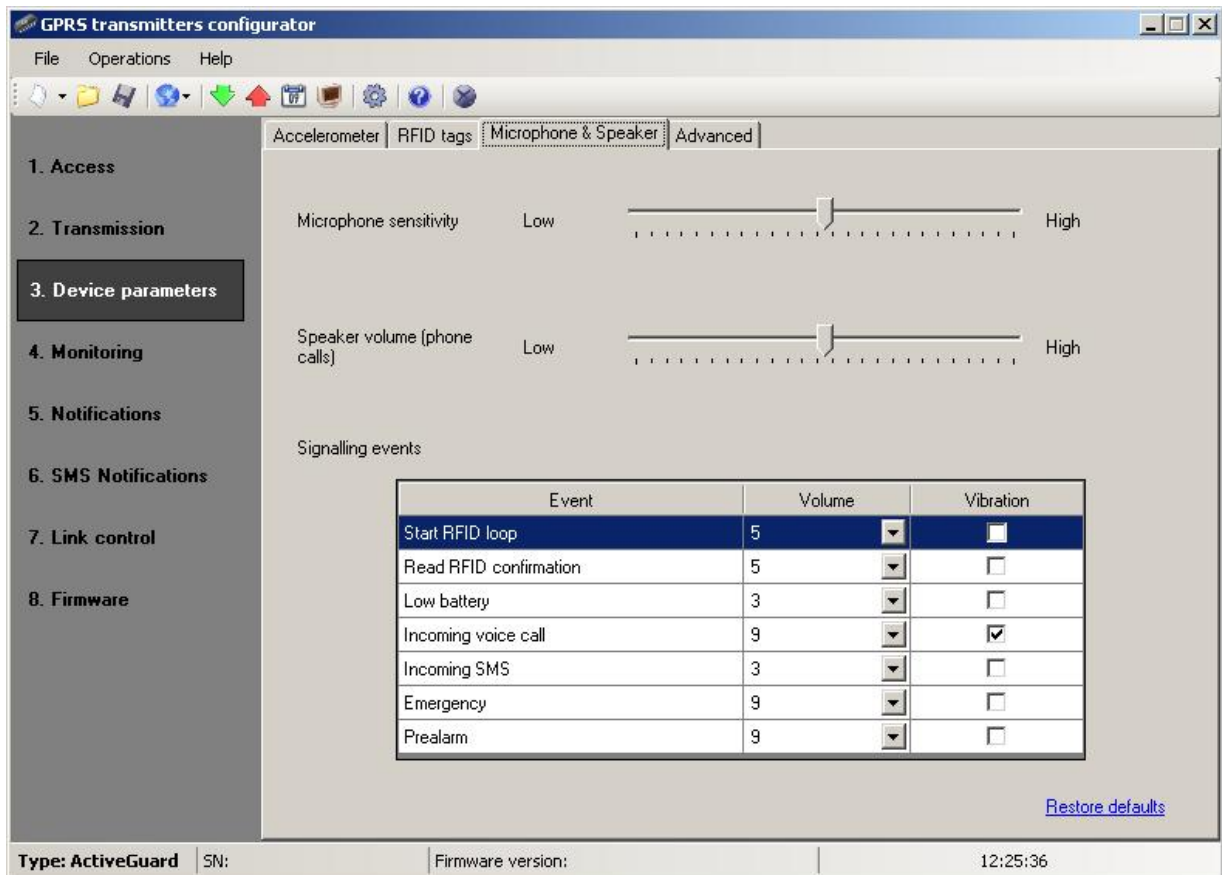 GPRS transmitters configurator
File Operations Help
07
Accelerometer RFID tags Microphone & Speaker Advanced
1. Access
2. Transmission
3. Device parameters
4. Monitoring
5. Notifications
6. SMS Notifications
7. Link control
8. Firmware
Microphone sensitivity Low High
Speaker volume (phone
calls) Low High
Signalling events
Event Volume Vibration
Start RFID loop 5
Read RFID confirmation 5
Low battery 3
Incoming voice call 9
Incoming SMS 3
Emergency 9
Prealarm 9
Restore defaults
Type: ActiveGuard SN: Firmware version: 12:25:36